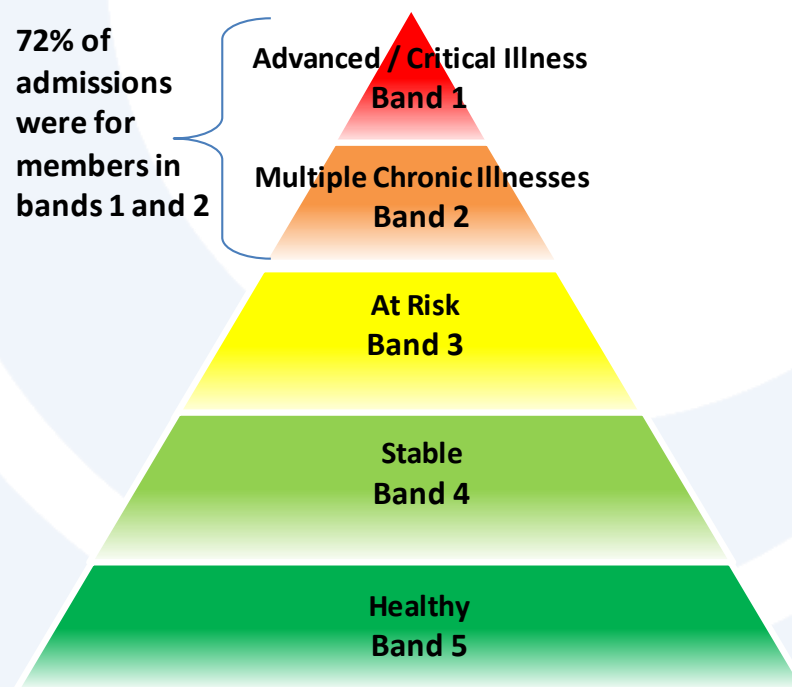 72% of
admissions
were for
members in
bands 1 and 2
Advanced / Critical Illness
Band 1
Multiple Chronic Illnesses
Band 2
At Risk
Band 3
Stable
Band 4
Healthy
Band 5